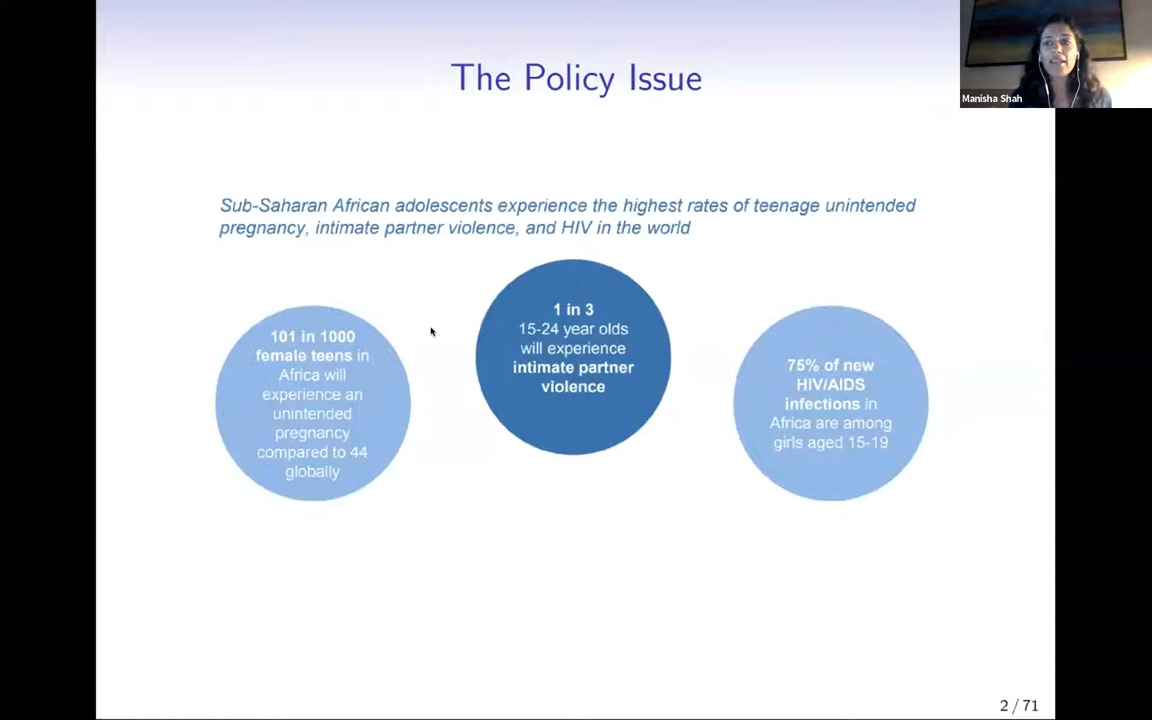 The Policy Issue
Manisha Shah
Sub-Saharan African adolescents experience the highest rates of teenage unintended
pregnancy, intimate partner violence, and HIV in the world
101 in 1000
female teens in
Africa will
experience an
unintended
pregnancy
compared to 44
globally
1 in 3
15-24 year olds
will experience
intimate partner
violence
75% of new
HIV/AIDS
infections in
Africa are among
girls aged 15-19
2 / 71